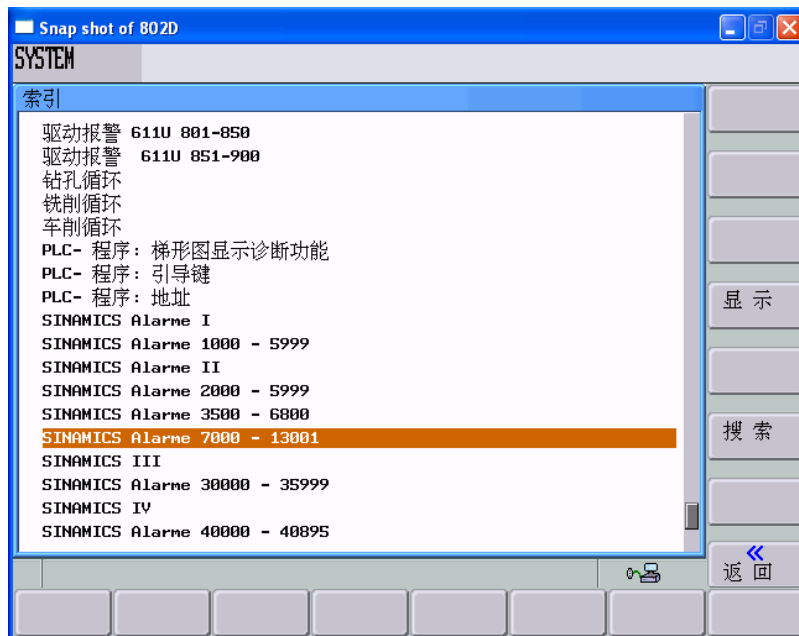 Snap shot of 802D
SYSTEM
索引
驱动报警 611U 801-850
驱动报警 611U 851-900
钻孔循环
铣削循环
车削循环
PLC- 程序: 梯形图显示诊断功能
PLC- 程序: 引导键
PLC- 程序: 地址
SINAMICS Alarme I
SINAMICS Alarme 1000 - 5999
SINAMICS Alarme II
SINAMICS Alarme 2000 - 5999
SINAMICS Alarme 3500 - 6800
SINAMICS Alarme 7000 - 13001
SINAMICS III
SINAMICS Alarme 30000 - 35999
SINAMICS IV
SINAMICS Alarme 40000 - 40895
显示
搜索
返回